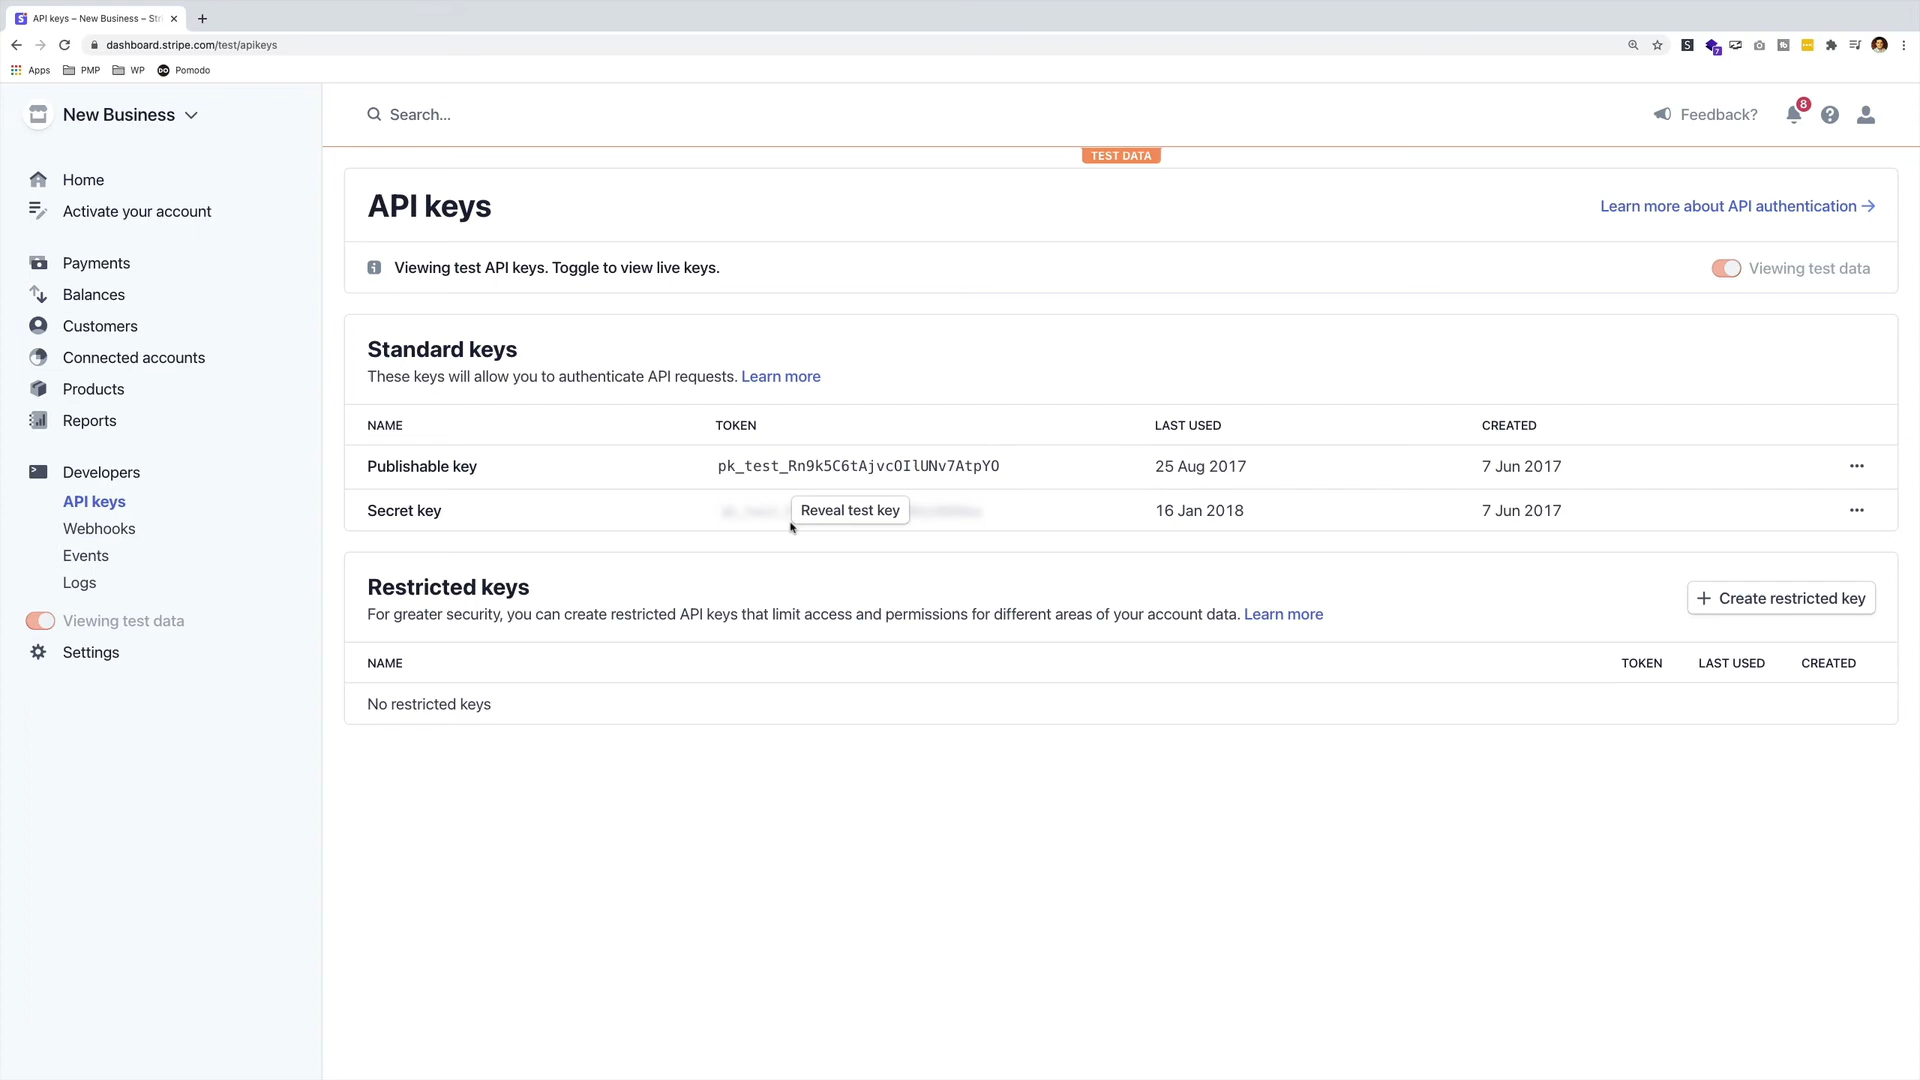 API keys – New Business – Str
dashboard.stripe.com/test/apikeys
S
7
Apps
PMP
WP
DO
Pomodo
New Business
Search...
Feedback?
8
TEST DATA
Home
Activate your account
Payments
Balances
Customers
Connected accounts
Products
Reports
Developers
API keys
Webhooks
Events
Logs
Viewing test data
Settings
API keys
Learn more about API authentication
Viewing test API keys. Toggle to view live keys.
Viewing test data
Standard keys
These keys will allow you to authenticate API requests. Learn more
NAME TOKEN LAST USED CREATED
Publishable key pk_test_Rn9k5C6tAjvcOIlUNv7AtpYO 25 Aug 2017 7 Jun 2017
Secret key Reveal test key 16 Jan 2018 7 Jun 2017
Restricted keys
For greater security, you can create restricted API keys that limit access and permissions for different areas of your account data. Learn more
Create restricted key
NAME TOKEN LAST USED CREATED
No restricted keys